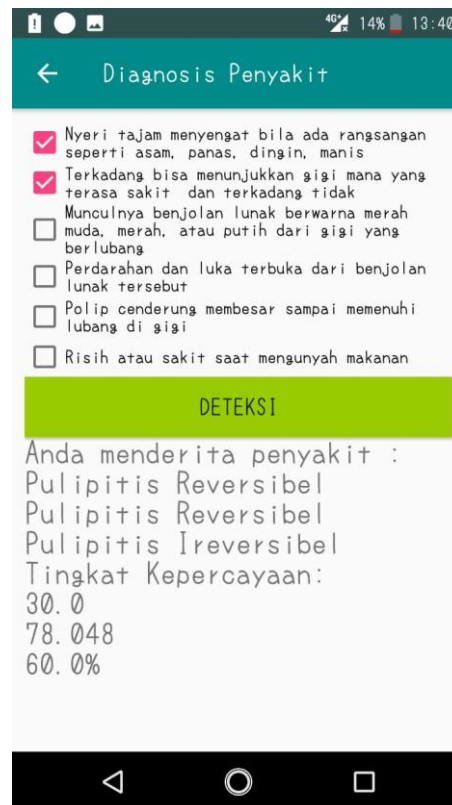 4G+ 14% 13:40
Diagnosis Penyakit
Nyeri tajam menyengat bila ada rangsangan
seperti asam, panas, dingin, manis
Terkadang bisa menunjukkan gigi mana yang
terasa sakit dan terkadang tidak
Munculnya benjolan lunak berwarna merah
muda, merah, atau putih dari gigi yang
berlubang
Perdarahan dan luka terbuka dari benjolan
lunak tersebut
Polip cenderung membesar sampai memenuhi
lubang di gigi
Risih atau sakit saat mengunyah makanan
DETEKSI
Anda menderita penyakit :
Pulipitis Reversibel
Pulipitis Reversibel
Pulipitis Ireversibel
Tingkat Kepercayaan:
30.0
78.048
60.0%